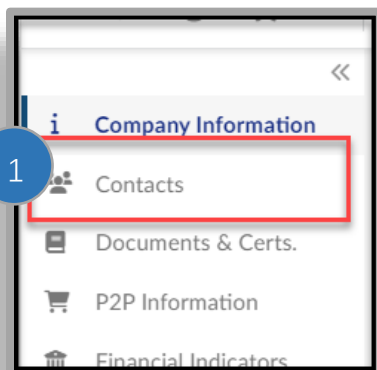 Company Information
1
Contacts
Documents & Certs.
P2P Information
Financial Indicators